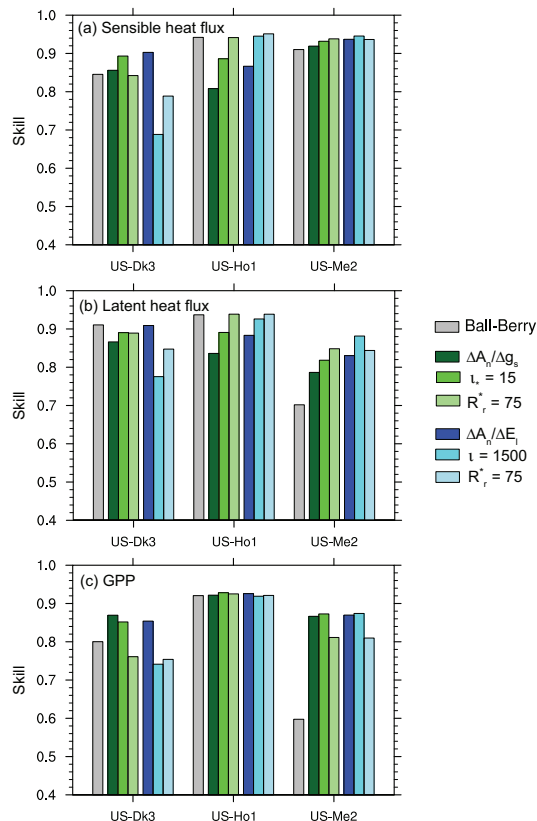 (a) Sensible heat flux
1.0
0.9
0.8
0.7
0.6
0.5
0.4
Skill
US-Dk3 US-Ho1 US-Me2
(b) Latent heat flux
1.0
0.9
0.8
0.7
0.6
0.5
0.4
Skill
US-Dk3 US-Ho1 US-Me2
(c) GPP
1.0
0.9
0.8
0.7
0.6
0.5
0.4
Skill
US-Dk3 US-Ho1 US-Me2
Ball-Berry
ΔAₙ/Δgₛ
ι* = 15
R*ᵣ = 75
ΔAₙ/ΔEₗ
ι = 1500
R*ᵣ = 75